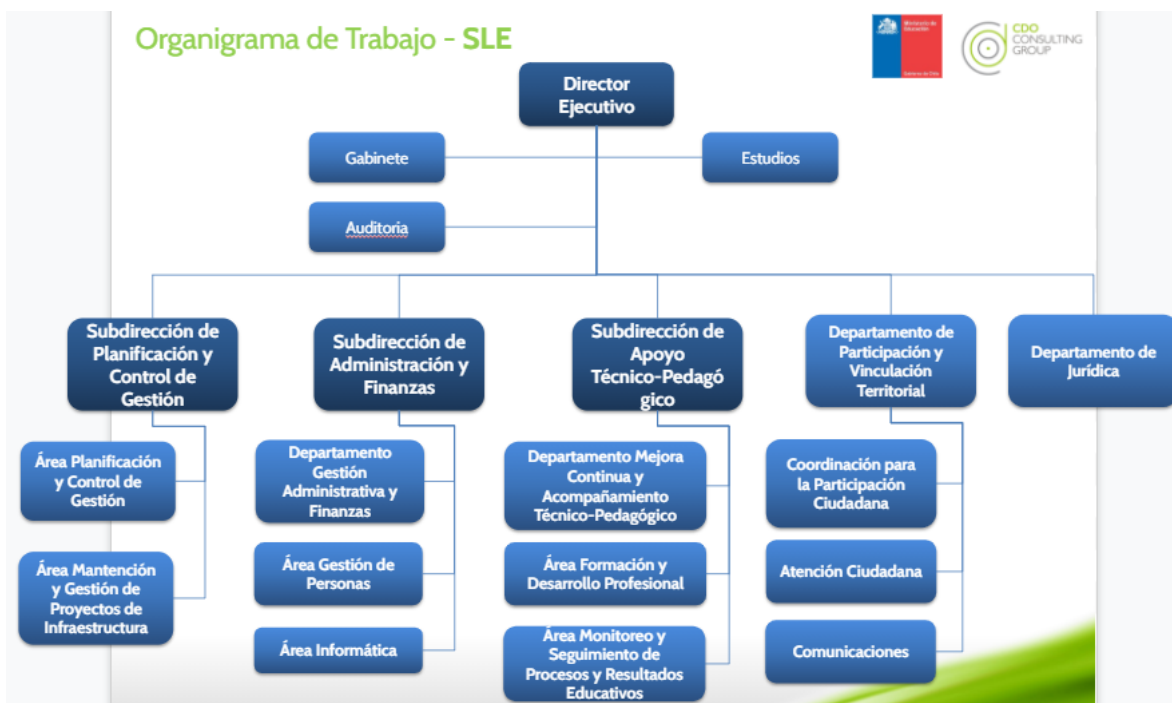 Organigrama de Trabajo - SLE
Ministerio de
Educación
Gobierno de Chile
CDO
CONSULTING
GROUP
Director
Ejecutivo
Gabinete
Estudios
Auditoria
Subdirección de
Planificación y
Control de
Gestión
Subdirección de
Administración y
Finanzas
Subdirección de
Apoyo
Técnico-Pedagó
gico
Departamento de
Participación y
Vinculación
Territorial
Departamento de
Jurídica
Área Planificación
y Control de
Gestión
Área Mantención
y Gestión de
Proyectos de
Infraestructura
Departamento
Gestión
Administrativa y
Finanzas
Área Gestión de
Personas
Área Informática
Departamento Mejora
Continua y
Acompañamiento
Técnico-Pedagógico
Área Formación y
Desarrollo Profesional
Área Monitoreo y
Seguimiento de
Procesos y Resultados
Educativos
Coordinación para
la Participación
Ciudadana
Atención Ciudadana
Comunicaciones